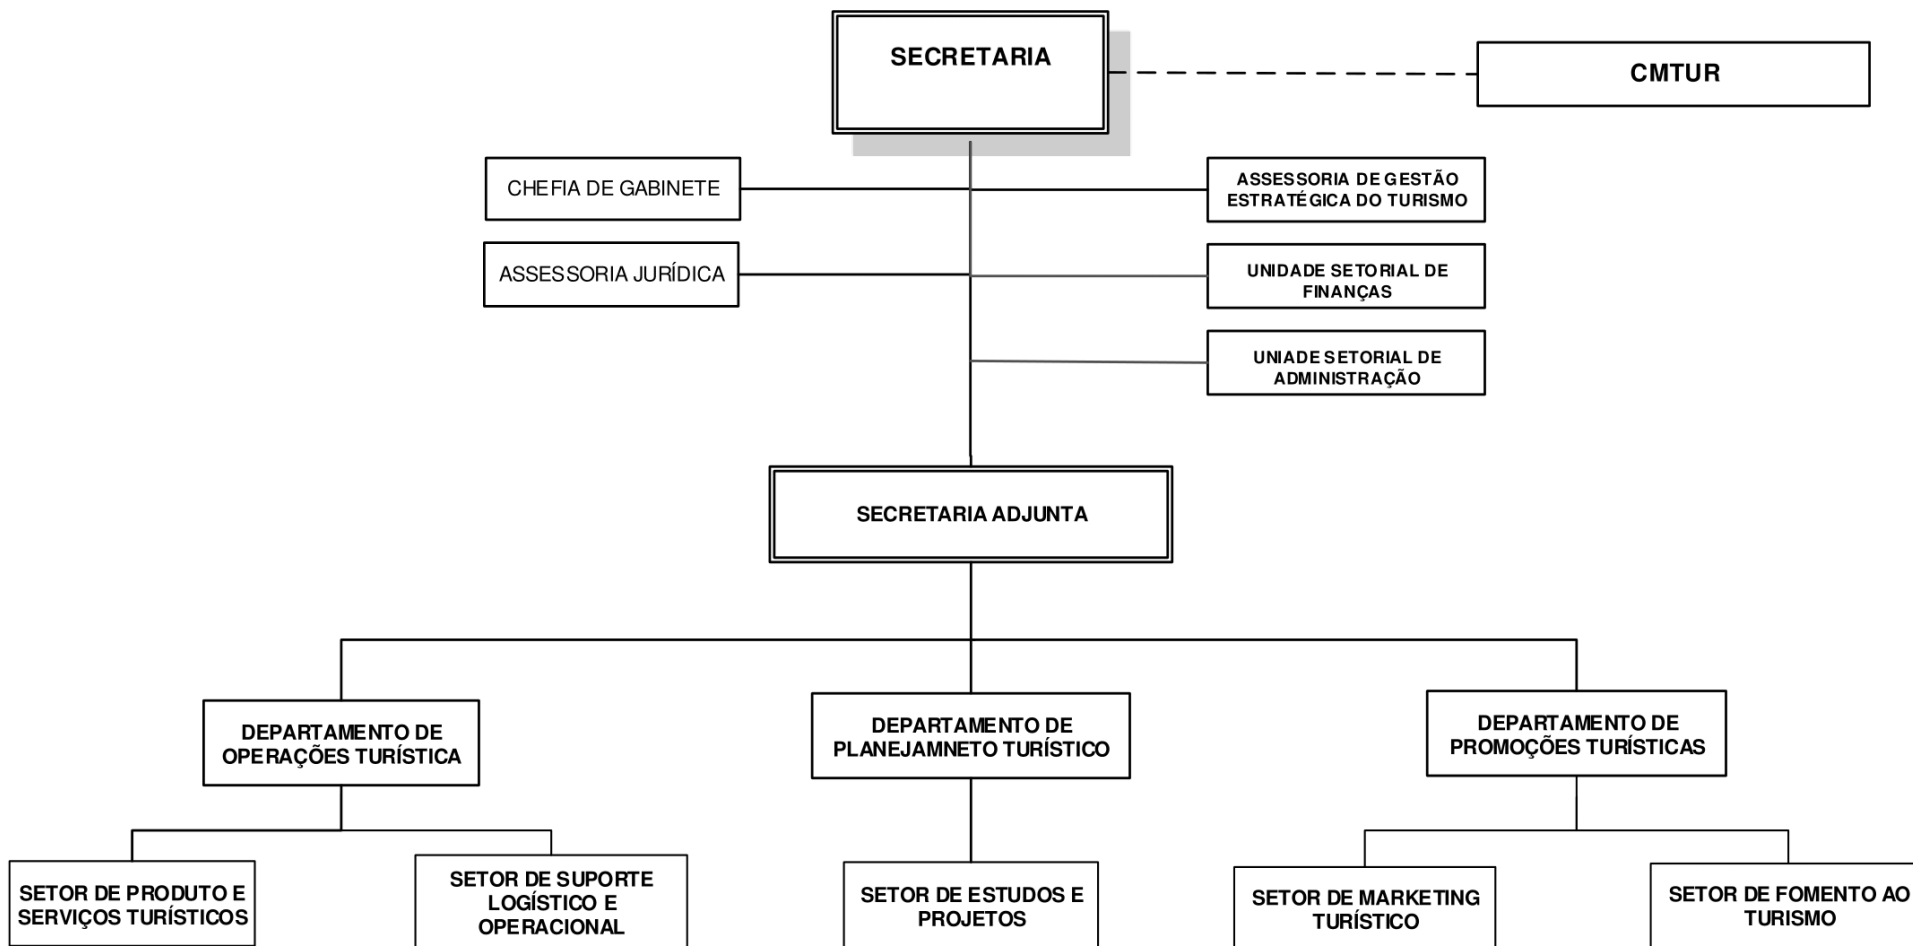 SECRETARIA
CMTUR
CHEFIA DE GABINETE
ASSESSORIA DE GESTÃO
ESTRATÉGICA DO TURISMO
ASSESSORIA JURÍDICA
UNIDADE SETORIAL DE
FINANÇAS
UNIADE SETORIAL DE
ADMINISTRAÇÃO
SECRETARIA ADJUNTA
DEPARTAMENTO DE
OPERAÇÕES TURÍSTICA
DEPARTAMENTO DE
PLANEJAMNETO TURÍSTICO
DEPARTAMENTO DE
PROMOÇÕES TURÍSTICAS
SETOR DE PRODUTO E
SERVIÇOS TURÍSTICOS
SETOR DE SUPORTE
LOGÍSTICO E
OPERACIONAL
SETOR DE ESTUDOS E
PROJETOS
SETOR DE MARKETING
TURÍSTICO
SETOR DE FOMENTO AO
TURISMO